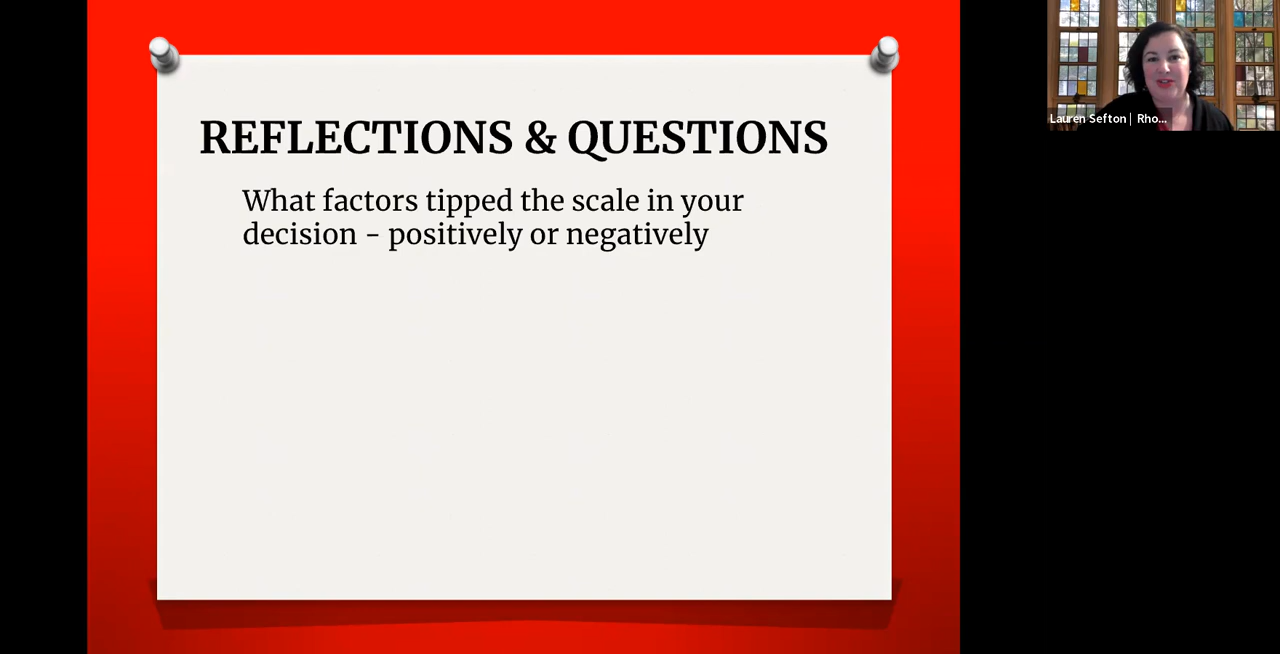 REFLECTIONS & QUESTIONS
What factors tipped the scale in your
decision - positively or negatively
Lauren Sefton | Rho...